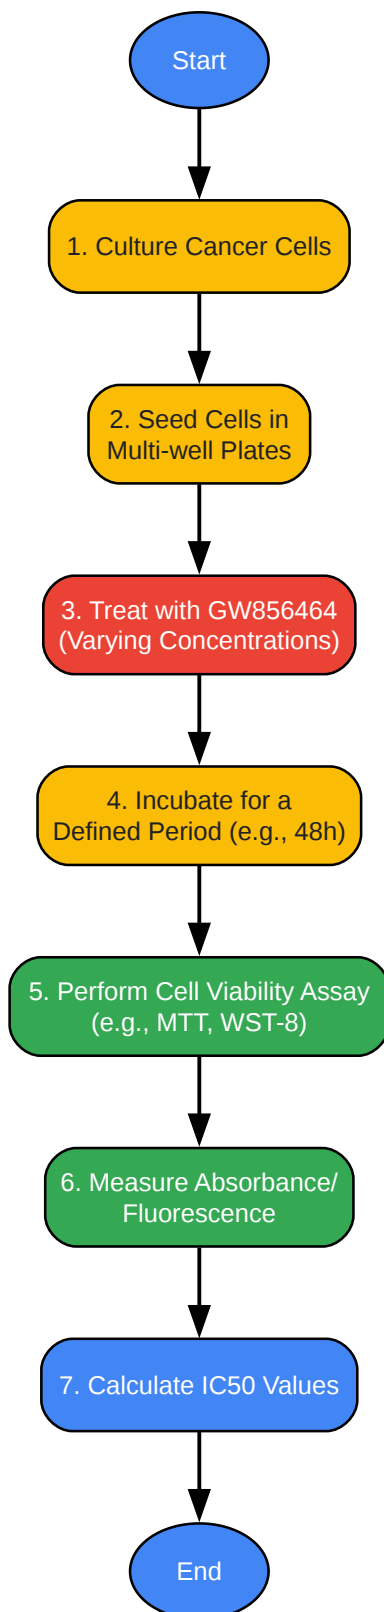 Start
1. Culture Cancer Cells
2. Seed Cells in
Multi-well Plates
3. Treat with GW856464
(Varying Concentrations)
4. Incubate for a
Defined Period (e.g., 48h)
5. Perform Cell Viability Assay
(e.g., MTT, WST-8)
6. Measure Absorbance/
Fluorescence
7. Calculate IC50 Values
End